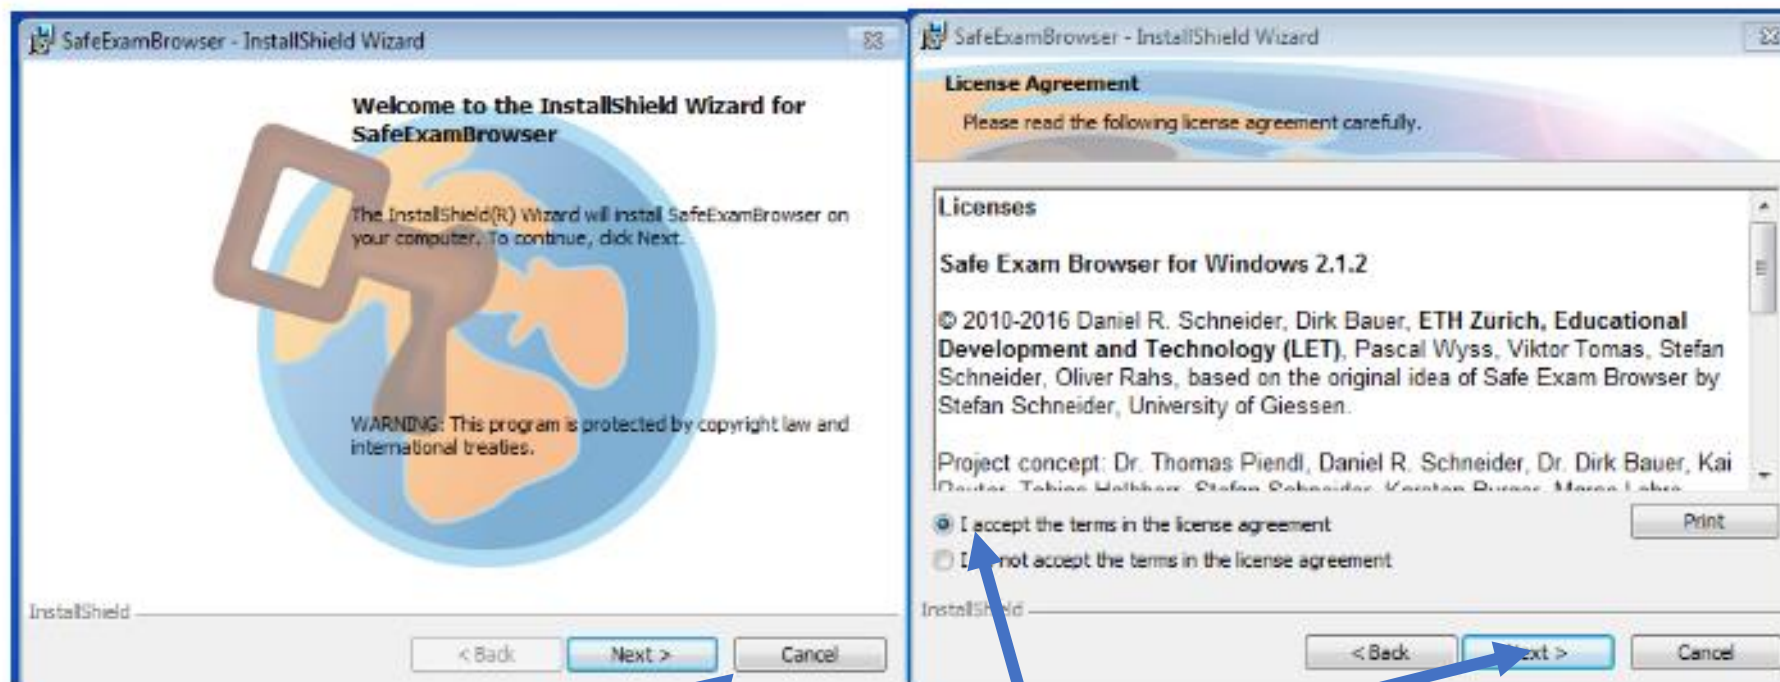 SafeExamBrowser - InstallShield Wizard
Welcome to the InstallShield Wizard for
SafeExamBrowser
The InstallShield(R) Wizard will install SafeExamBrowser on
your computer. To continue, click Next.
WARNING: This program is protected by copyright law and
international treaties.
InstallShield
< Back
Next >
Cancel
SafeExamBrowser - InstallShield Wizard
License Agreement
Please read the following license agreement carefully.
Licenses
Safe Exam Browser for Windows 2.1.2
© 2010-2016 Daniel R. Schneider, Dirk Bauer, ETH Zürich, Educational
Development and Technology (LET), Pascal Wyss, Viktor Tomas, Stefan
Schneider, Oliver Rahs, based on the original idea of Safe Exam Browser by
Stefan Schneider, University of Giessen.
Project concept: Dr. Thomas Piendl, Daniel R. Schneider, Dr. Dirk Bauer, Kai
I accept the terms in the license agreement
Print
I not accept the terms in the license agreement
InstallShield
< Back
Next >
Cancel